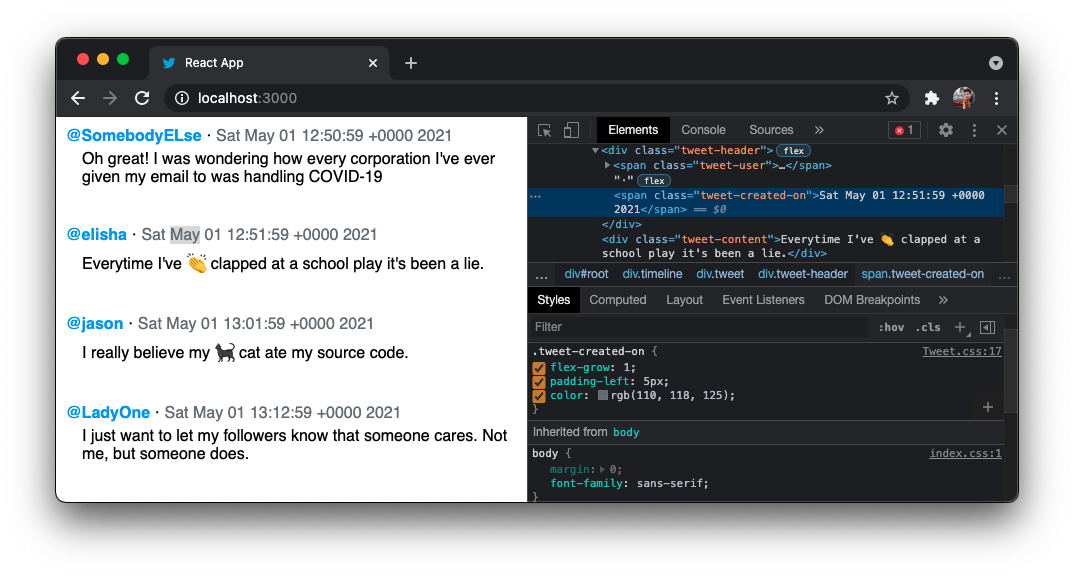 React App
localhost:3000
@SomebodyELse · Sat May 01 12:50:59 +0000 2021
Oh great! I was wondering how every corporation I've ever
given my email to was handling COVID-19
@elisha · Sat May 01 12:51:59 +0000 2021
Everytime I've 👏 clapped at a school play it's been a lie.
@jason · Sat May 01 13:01:59 +0000 2021
I really believe my 🐈‍⬛ cat ate my source code.
@LadyOne · Sat May 01 13:12:59 +0000 2021
I just want to let my followers know that someone cares. Not
me, but someone does.
Elements Console Sources » 1
<div class="tweet-header"> flex
<span class="tweet-user">…</span>
"·" flex
<span class="tweet-created-on">Sat May 01 12:51:59 +0000
2021</span> == $0
</div>
<div class="tweet-content">Everytime I've 👏 clapped at a
school play it's been a lie.</div>
… div#root div.timeline div.tweet div.tweet-header span.tweet-created-on …
Styles Computed Layout Event Listeners DOM Breakpoints »
Filter :hov .cls +
.tweet-created-on { Tweet.css:17
flex-grow: 1;
padding-left: 5px;
color: rgb(110, 118, 125);
}
Inherited from body
body { index.css:1
margin: 0;
font-family: sans-serif;
}